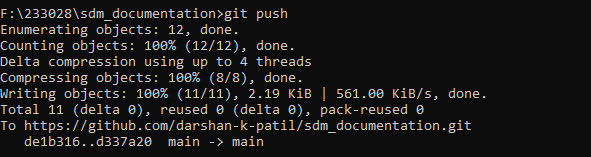 F:\233028\sdm_documentation>git push
Enumerating objects: 12, done.
Counting objects: 100% (12/12), done.
Delta compression using up to 4 threads
Compressing objects: 100% (8/8), done.
Writing objects: 100% (11/11), 2.19 KiB | 561.00 KiB/s, done.
Total 11 (delta 0), reused 0 (delta 0), pack-reused 0
To https://github.com/darshan-k-patil/sdm_documentation.git
   de1b316..d337a20  main -> main